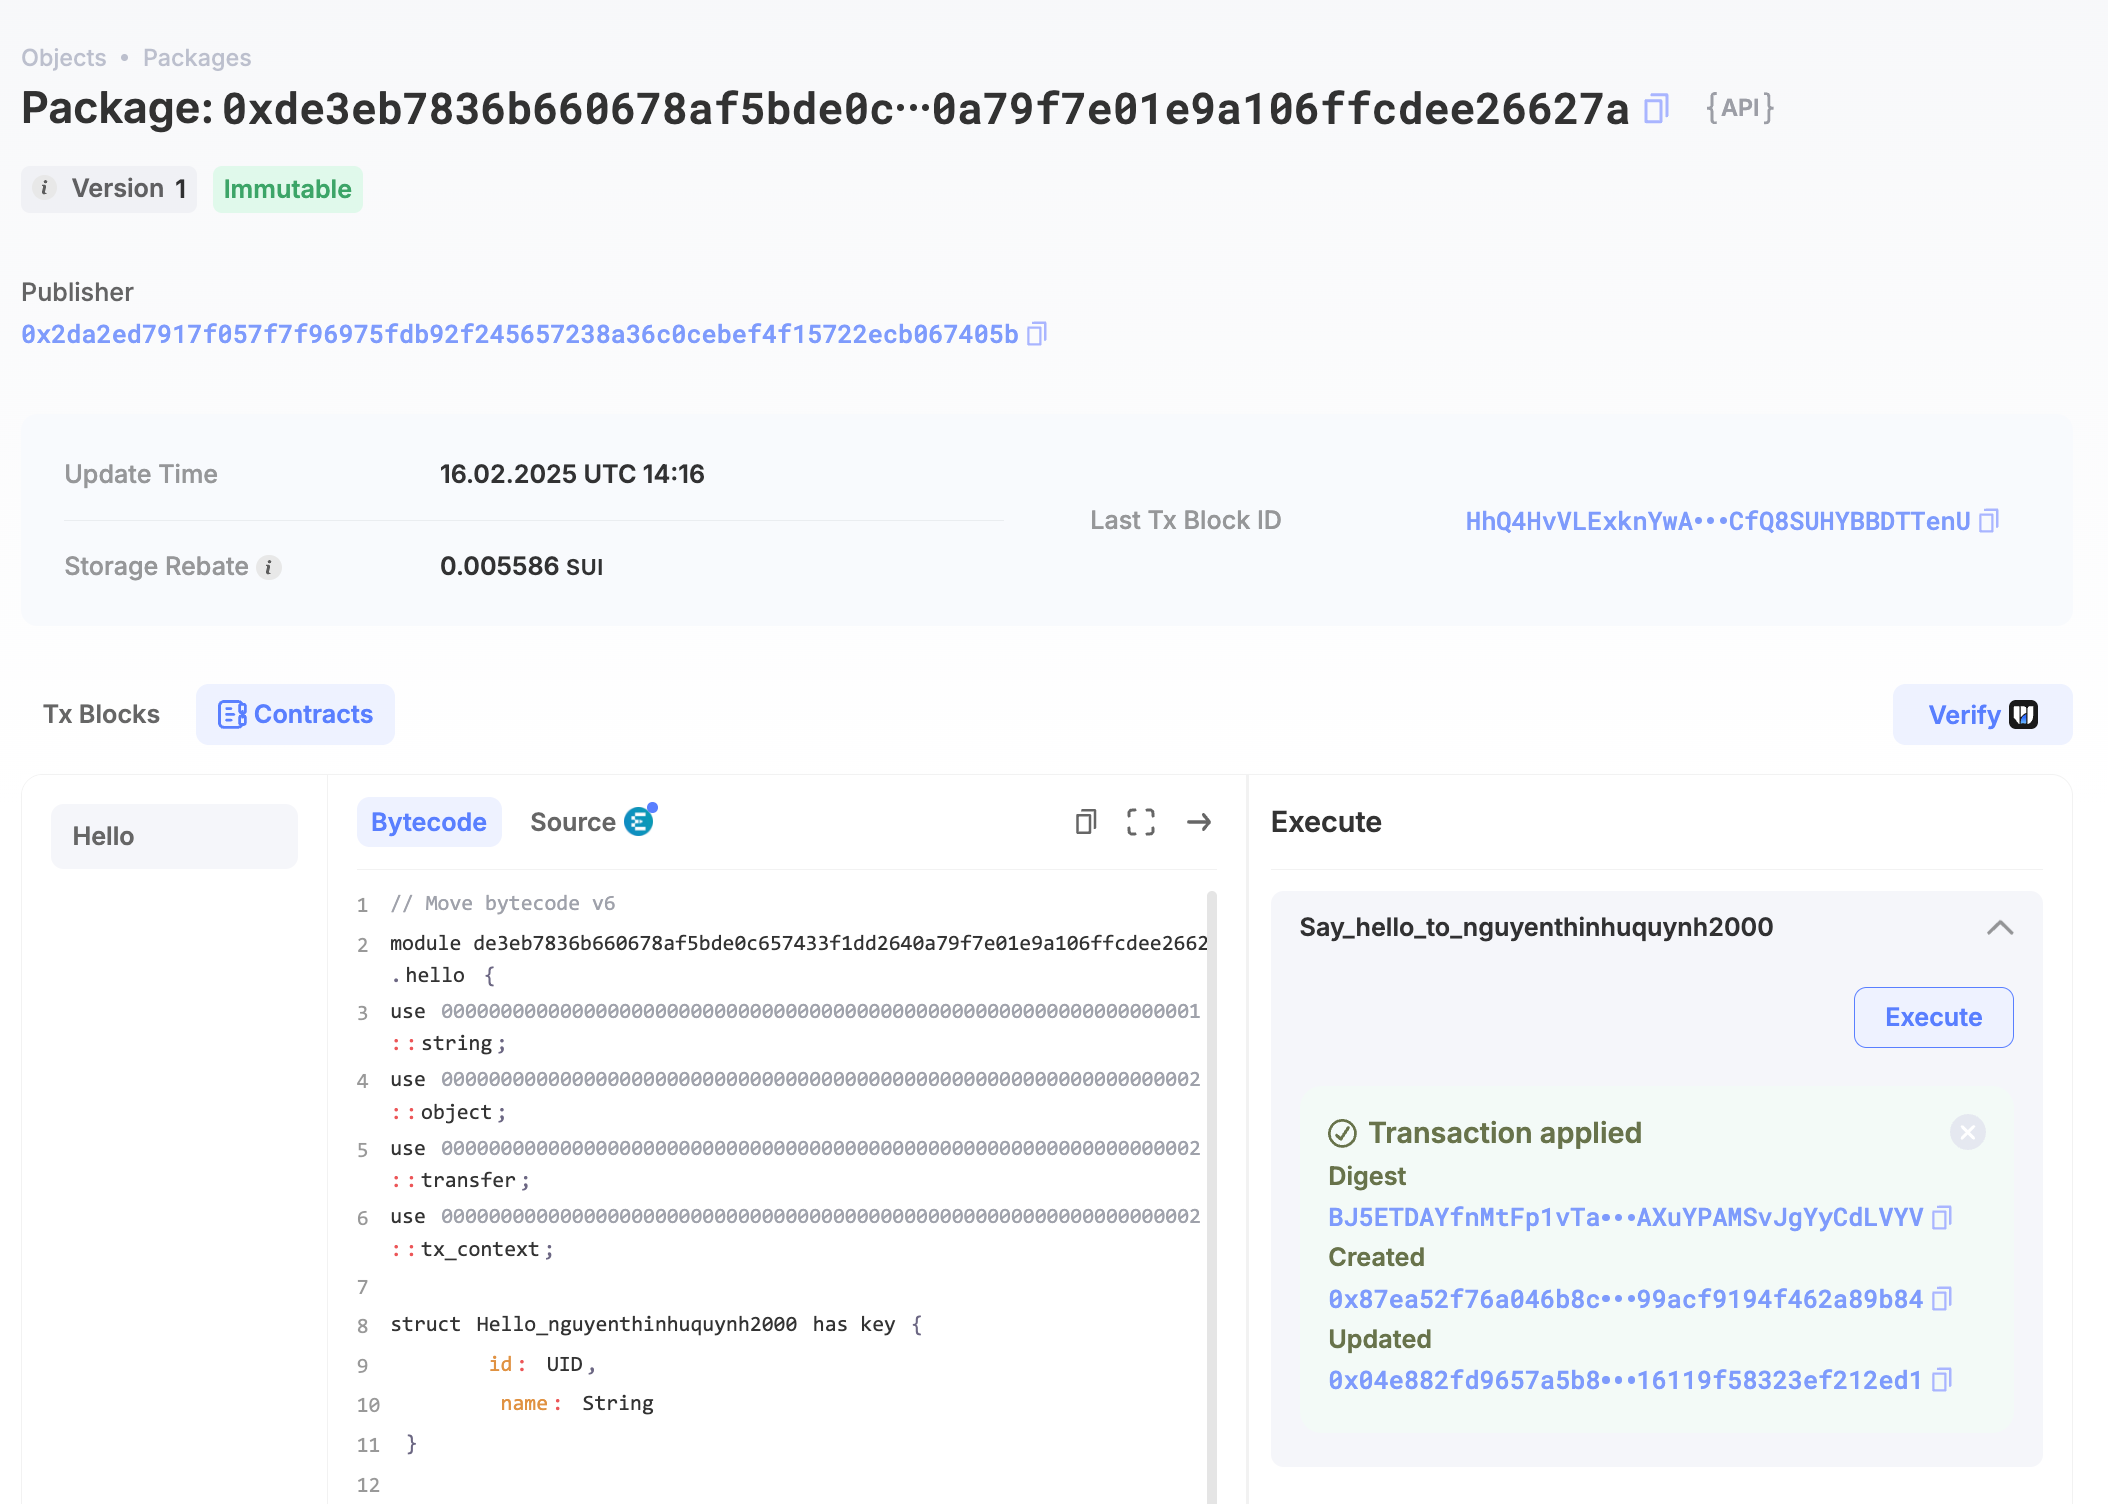 Objects • Packages
Package: 0xde3eb7836b660678af5bde0c···0a79f7e01e9a106ffcdee26627a {API}
i Version 1 Immutable
Publisher
0x2da2ed7917f057f7f96975fdb92f245657238a36c0cebef4f15722ecb067405b
Update Time 16.02.2025 UTC 14:16
Last Tx Block ID HhQ4HvVLExknYwA•••CfQ8SUHYBBDTTenU
Storage Rebate i 0.005586 SUI
Tx Blocks Contracts Verify
Hello
Bytecode Source
1 // Move bytecode v6
2 module de3eb7836b660678af5bde0c657433f1dd2640a79f7e01e9a106ffcdee2662
.hello {
3 use 000000000000000000000000000000000000000000000000000000000000001
::string;
4 use 000000000000000000000000000000000000000000000000000000000000002
::object;
5 use 000000000000000000000000000000000000000000000000000000000000002
::transfer;
6 use 000000000000000000000000000000000000000000000000000000000000002
::tx_context;
7
8 struct Hello_nguyenthinhuquynh2000 has key {
9 id: UID,
10 name: String
11 }
12
Execute
Say_hello_to_nguyenthinhuquynh2000
Execute
Transaction applied
Digest
BJ5ETDAYfnMtFp1vTa•••AXuYPAMSvJgYyCdLVYV
Created
0x87ea52f76a046b8c•••99acf9194f462a89b84
Updated
0x04e882fd9657a5b8•••16119f58323ef212ed1